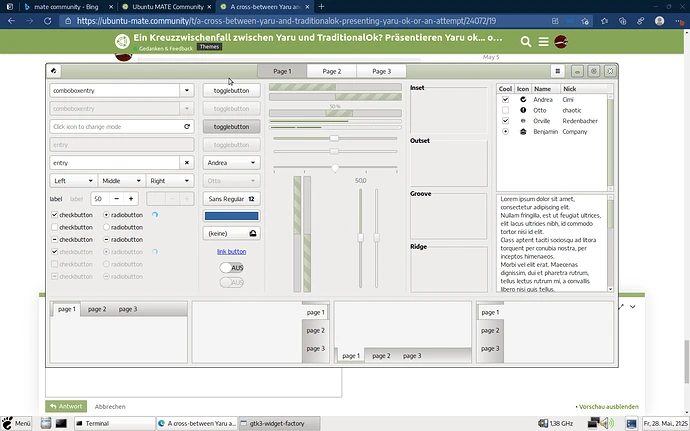 mate community - Bing
Ubuntu MATE Community
A cross-between Yaru and
https://ubuntu-mate.community/t/a-cross-between-yaru-and-traditionalok-presenting-yaru-ok-or-an-attempt/24072/19
Ein Kreuzzwischenfall zwischen Yaru und TraditionalOk? Präsentieren Yaru ok... o...
Gedanken & Feedback
Themes
May 5
Page 1
Page 2
Page 3
comboboxentry
comboboxentry
Click icon to change mode
entry
entry
Left
Middle
Right
label
label
50
checkbutton
radiobutton
checkbutton
radiobutton
checkbutton
radiobutton
checkbutton
radiobutton
checkbutton
radiobutton
checkbutton
radiobutton
togglebutton
togglebutton
togglebutton
togglebutton
Andrea
Otto
Sans Regular 12
(keine)
link button
AUS
AUS
50 %
50,0
Inset
Outset
Groove
Ridge
Cool Icon Name Nick
Andrea Cimi
Otto chaotic
Orville Redenbacher
Benjamin Company
Lorem ipsum dolor sit amet,
consectetur adipiscing elit.
Nullam fringilla, est ut feugiat ultrices,
elit lacus ultricies nibh, id commodo
tortor nisi id elit.
Class aptent taciti sociosqu ad litora
torquent per conubia nostra, per
inceptos himenaeos.
Morbi vel elit erat. Maecenas
dignissim, dui et pharetra rutrum,
tellus lectus rutrum mi, a convallis
libero nisi quis tellus.
page 1 page 2 page 3
page 1
page 2
page 3
page 1 page 2 page 3
page 1
page 2
page 3
Antwort
Abbrechen
Vorschau ausblenden
Menü
Terminal
A cross-between Yaru a...
gtk3-widget-factory
1,38 GHz
Fr, 28. Mai, 21:25